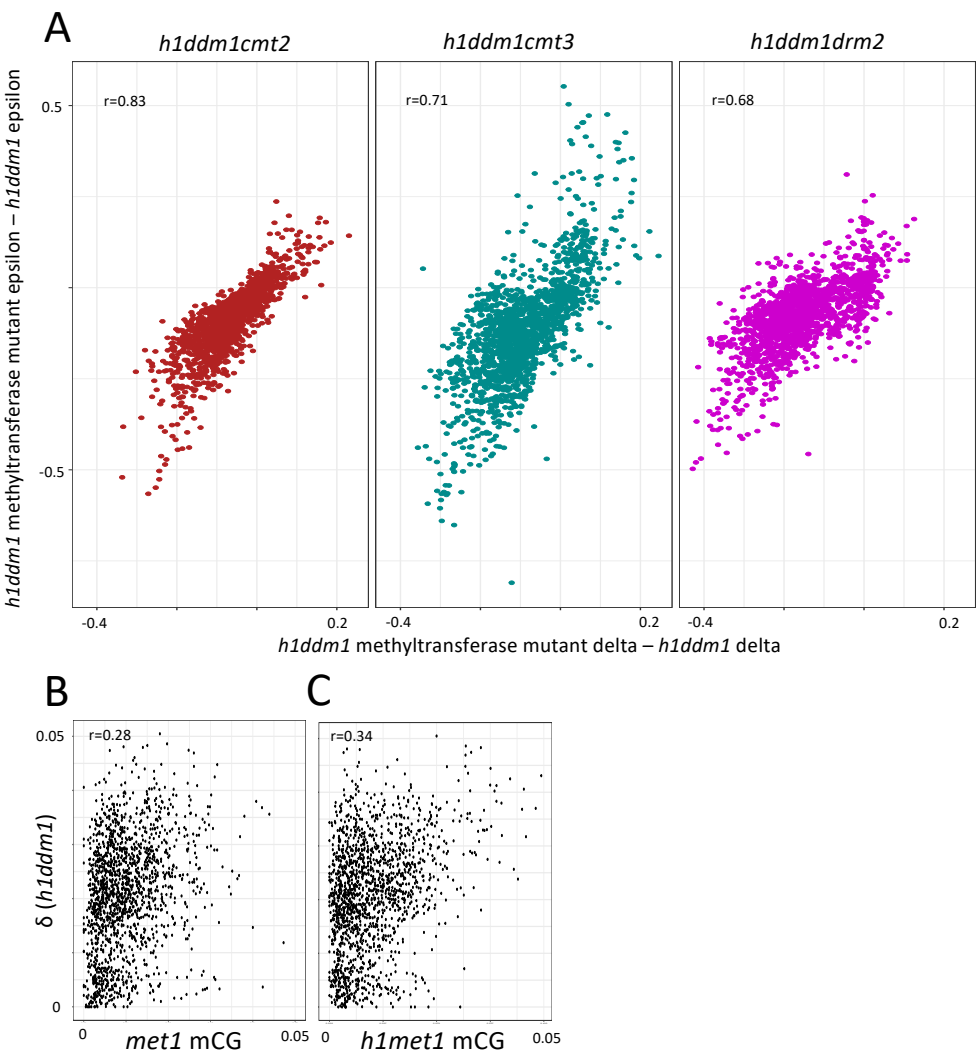 A
h1ddm1cmt2
h1ddm1cmt3
h1ddm1drm2
h1ddm1 methyltransferase mutant epsilon – h1ddm1 epsilon
0.5
-0.5
r=0.83
r=0.71
r=0.68
-0.4
0.2
-0.4
0.2
-0.4
0.2
h1ddm1 methyltransferase mutant delta – h1ddm1 delta
B
C
δ (h1ddm1)
0.05
0
r=0.28
r=0.34
0
0.05
0
0.05
met1 mCG
h1met1 mCG